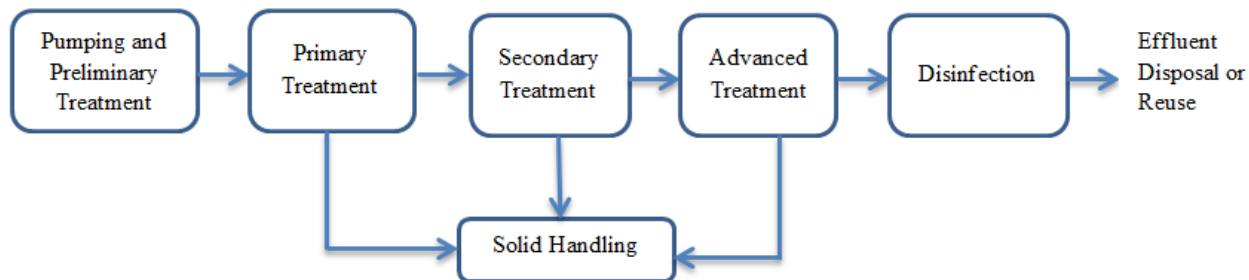 Pumping and
Preliminary
Treatment
Primary
Treatment
Secondary
Treatment
Advanced
Treatment
Disinfection
Effluent
Disposal or
Reuse
Solid Handling